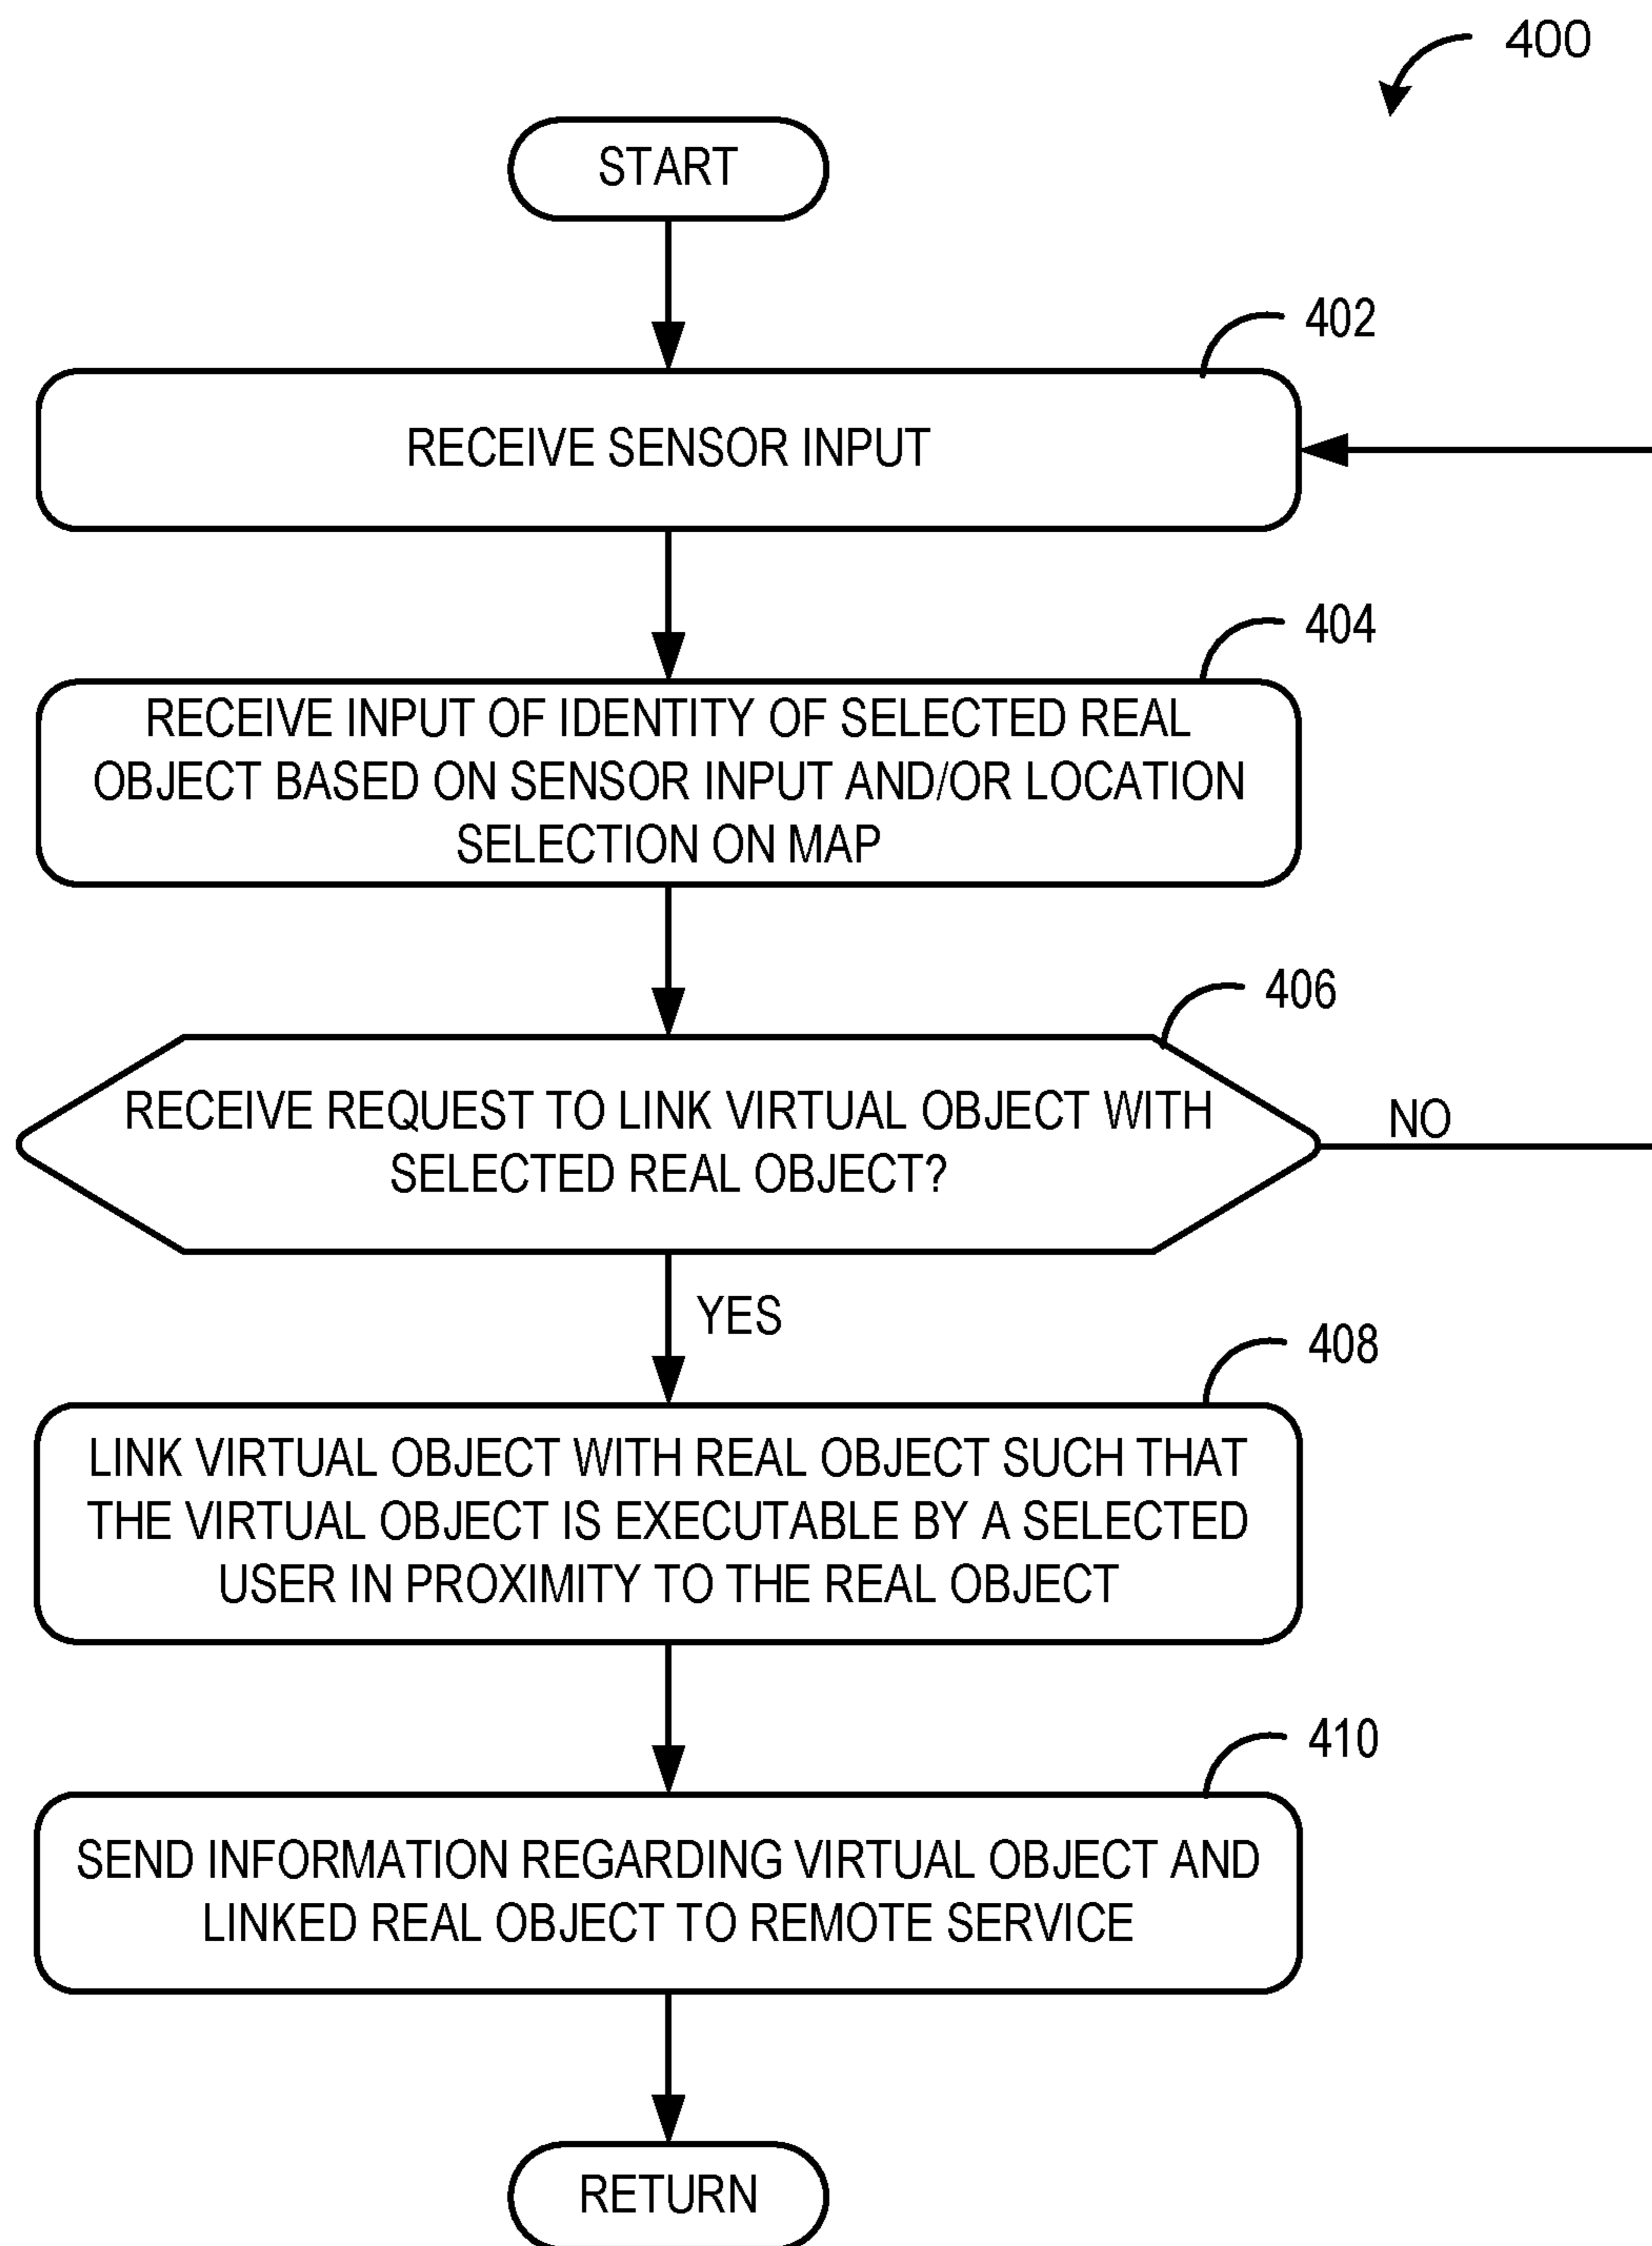 400
START
402
RECEIVE SENSOR INPUT
404
RECEIVE INPUT OF IDENTITY OF SELECTED REAL
OBJECT BASED ON SENSOR INPUT AND/OR LOCATION
SELECTION ON MAP
406
RECEIVE REQUEST TO LINK VIRTUAL OBJECT WITH
SELECTED REAL OBJECT?
NO
YES
408
LINK VIRTUAL OBJECT WITH REAL OBJECT SUCH THAT
THE VIRTUAL OBJECT IS EXECUTABLE BY A SELECTED
USER IN PROXIMITY TO THE REAL OBJECT
410
SEND INFORMATION REGARDING VIRTUAL OBJECT AND
LINKED REAL OBJECT TO REMOTE SERVICE
RETURN